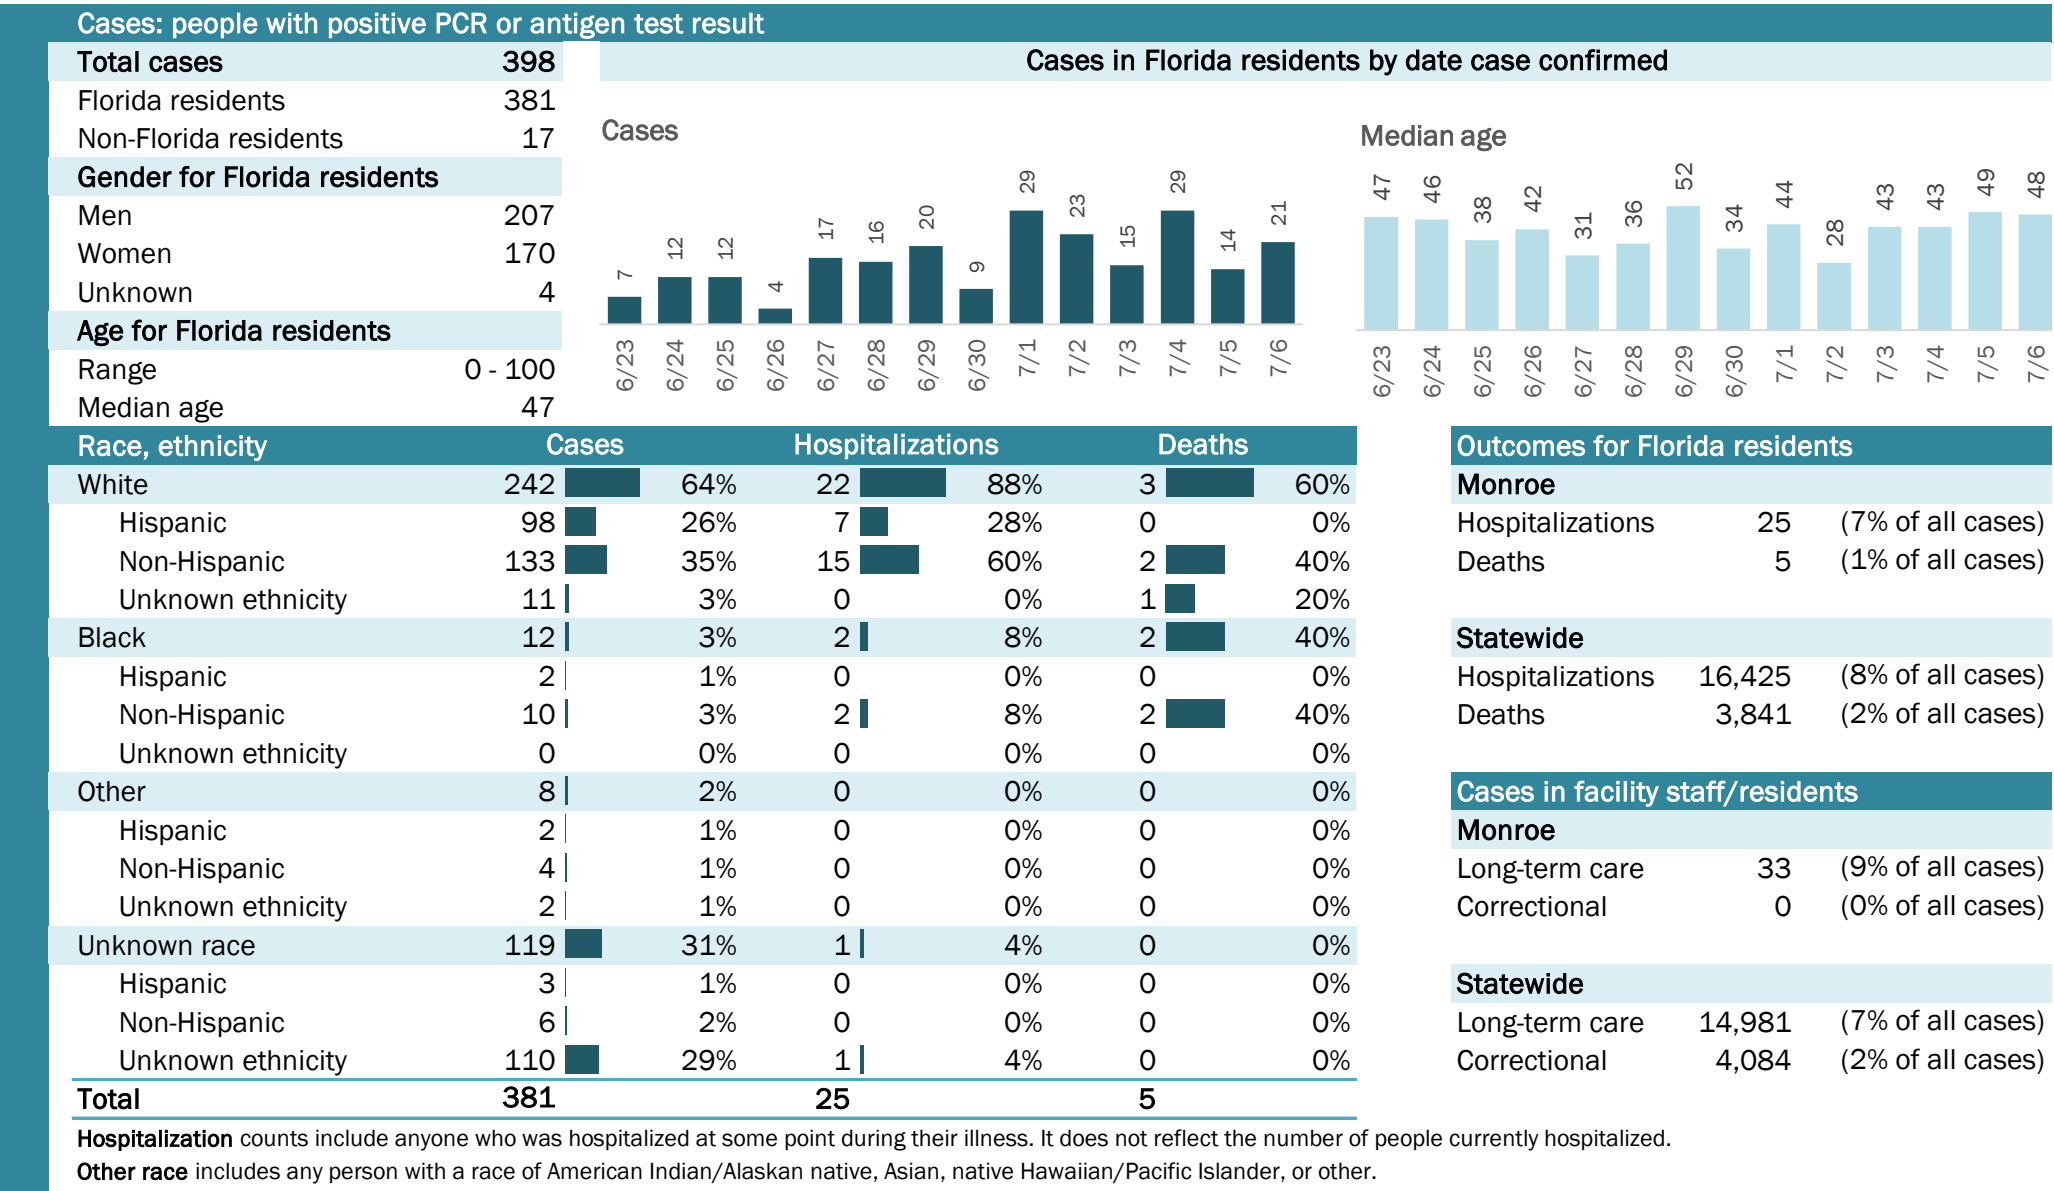 Cases: people with positive PCR or antigen test result
Total cases 398
Florida residents 381
Non-Florida residents 17
Gender for Florida residents
Men 207
Women 170
Unknown 4
Age for Florida residents
Range 0 - 100
Median age 47
Cases in Florida residents by date case confirmed
Cases
7 12 12 4 17 16 20 9 29 23 15 29 14 21
6/23 6/24 6/25 6/26 6/27 6/28 6/29 6/30 7/1 7/2 7/3 7/4 7/5 7/6
Median age
47 46 38 42 31 36 52 34 44 28 43 43 49 48
6/23 6/24 6/25 6/26 6/27 6/28 6/29 6/30 7/1 7/2 7/3 7/4 7/5 7/6
Race, ethnicity Cases Hospitalizations Deaths
White 242 64% 22 88% 3 60%
Hispanic 98 26% 7 28% 0 0%
Non-Hispanic 133 35% 15 60% 2 40%
Unknown ethnicity 11 3% 0 0% 1 20%
Black 12 3% 2 8% 2 40%
Hispanic 2 1% 0 0% 0 0%
Non-Hispanic 10 3% 2 8% 2 40%
Unknown ethnicity 0 0% 0 0% 0 0%
Other 8 2% 0 0% 0 0%
Hispanic 2 1% 0 0% 0 0%
Non-Hispanic 4 1% 0 0% 0 0%
Unknown ethnicity 2 1% 0 0% 0 0%
Unknown race 119 31% 1 4% 0 0%
Hispanic 3 1% 0 0% 0 0%
Non-Hispanic 6 2% 0 0% 0 0%
Unknown ethnicity 110 29% 1 4% 0 0%
Total 381 25 5
Outcomes for Florida residents
Monroe
Hospitalizations 25 (7% of all cases)
Deaths 5 (1% of all cases)
Statewide
Hospitalizations 16,425 (8% of all cases)
Deaths 3,841 (2% of all cases)
Cases in facility staff/residents
Monroe
Long-term care 33 (9% of all cases)
Correctional 0 (0% of all cases)
Statewide
Long-term care 14,981 (7% of all cases)
Correctional 4,084 (2% of all cases)
Hospitalization counts include anyone who was hospitalized at some point during their illness. It does not reflect the number of people currently hospitalized.
Other race includes any person with a race of American Indian/Alaskan native, Asian, native Hawaiian/Pacific Islander, or other.